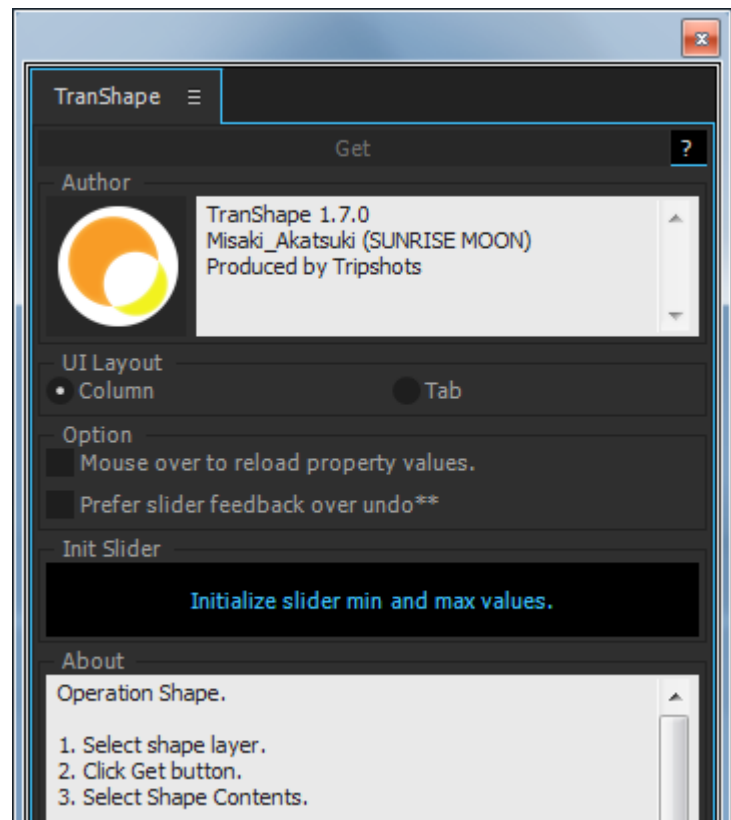 TranShape
Get
?
Author
TranShape 1.7.0
Misaki_Akatsuki (SUNRISE MOON)
Produced by Tripshots
UI Layout
Column
Tab
Option
Mouse over to reload property values.
Prefer slider feedback over undo**
Init Slider
Initialize slider min and max values.
About
Operation Shape.
1. Select shape layer.
2. Click Get button.
3. Select Shape Contents.